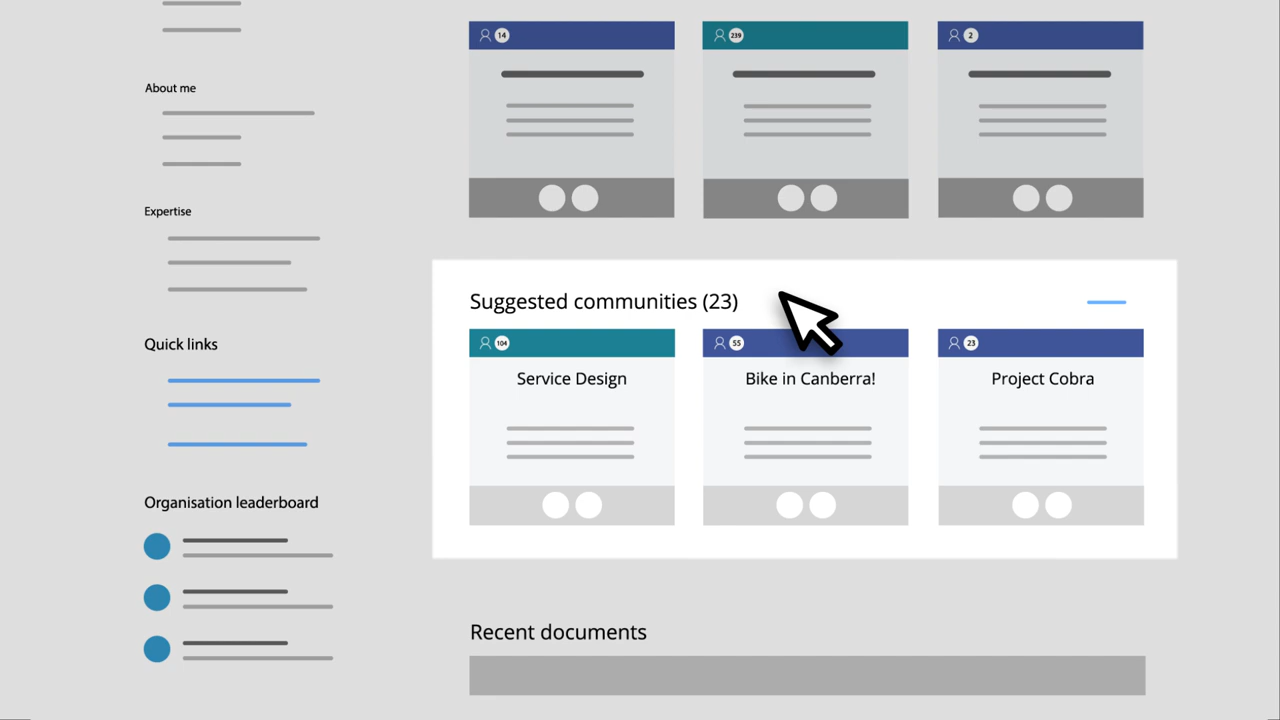 14
239
2
About me
Expertise
Quick links
Organisation leaderboard
Suggested communities (23)
104
55
23
Service Design
Bike in Canberra!
Project Cobra
Recent documents